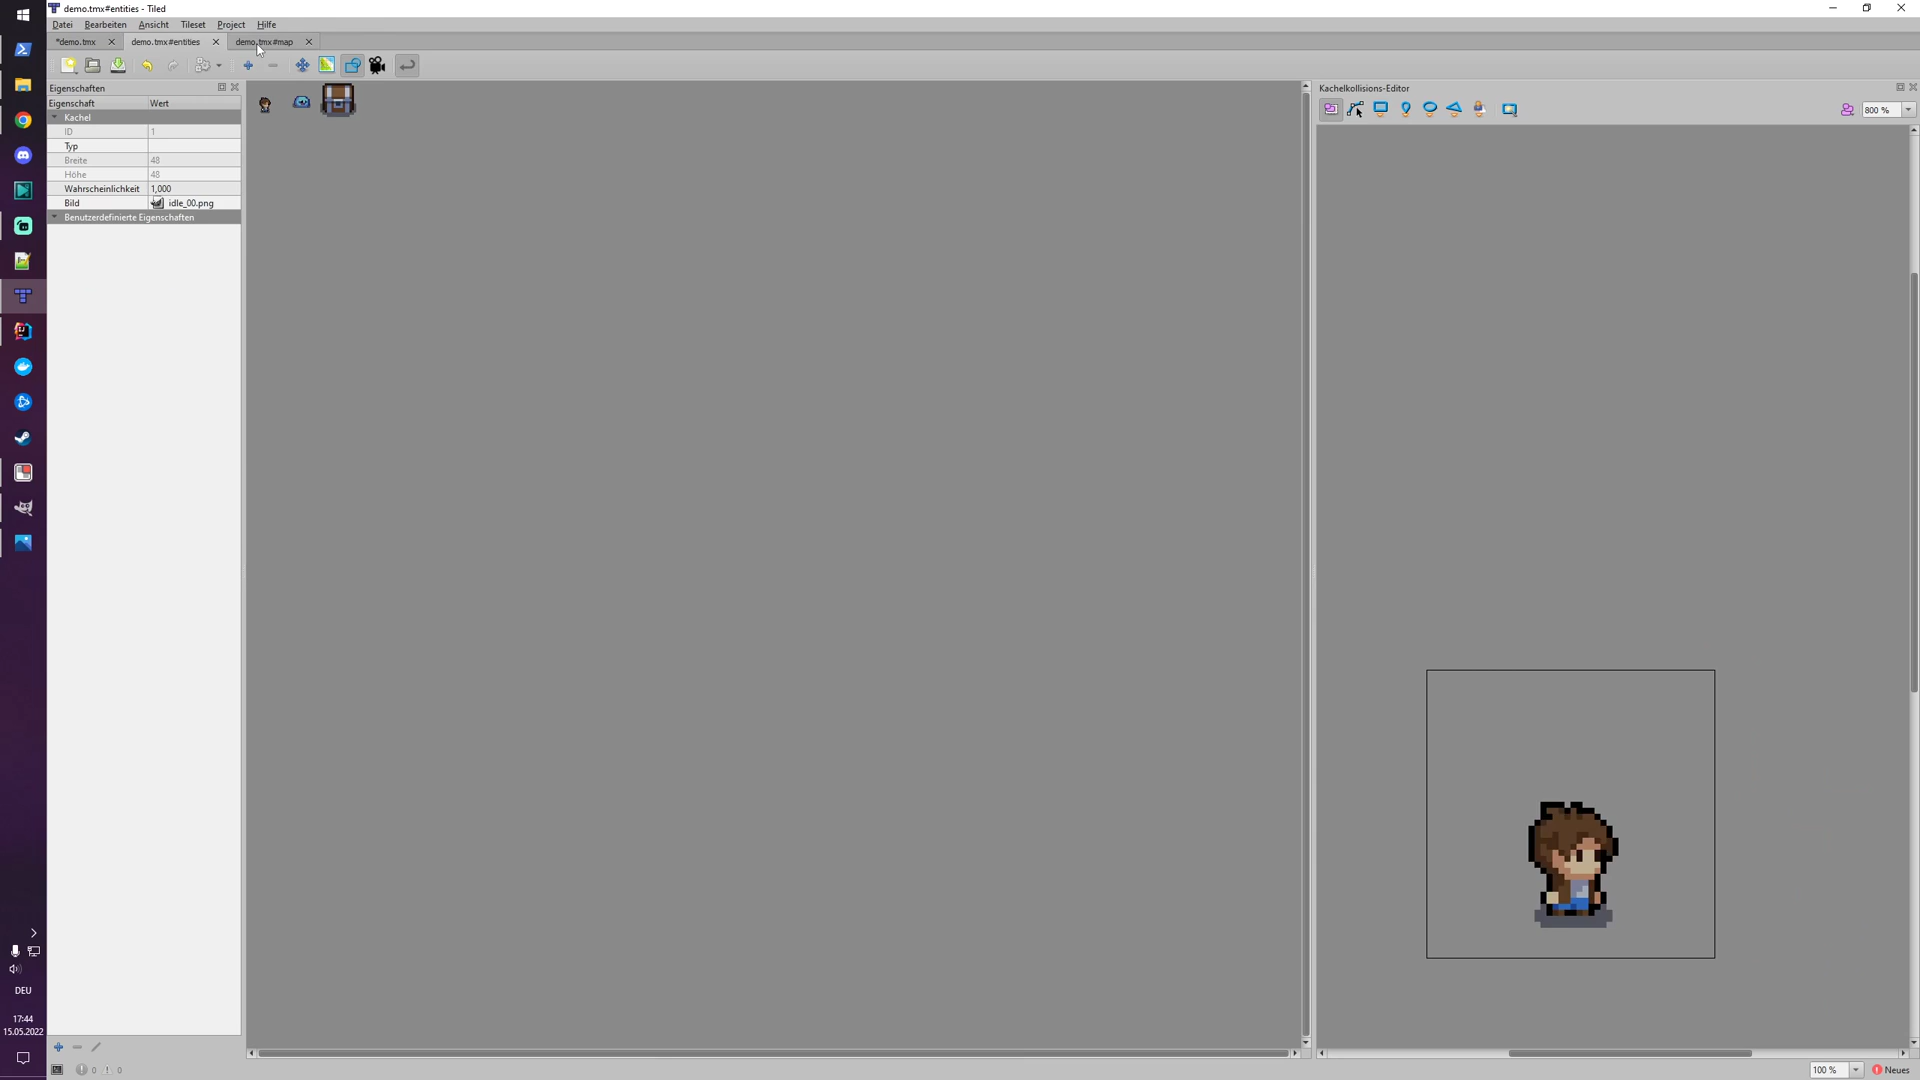 demo.tmx#entities - Tiled
Datei Bearbeiten Ansicht Tileset Project Hilfe
*demo.tmx demo.tmx#entities demo.tmx#map
Eigenschaften
Eigenschaft Wert
Kachel
ID 1
Typ
Breite 48
Höhe 48
Wahrscheinlichkeit 1,000
Bild idle_00.png
Benutzerdefinierte Eigenschaften
Kachelkollisions-Editor
800 %
DEU
17:44
15.05.2022
0 0
100 % Neues